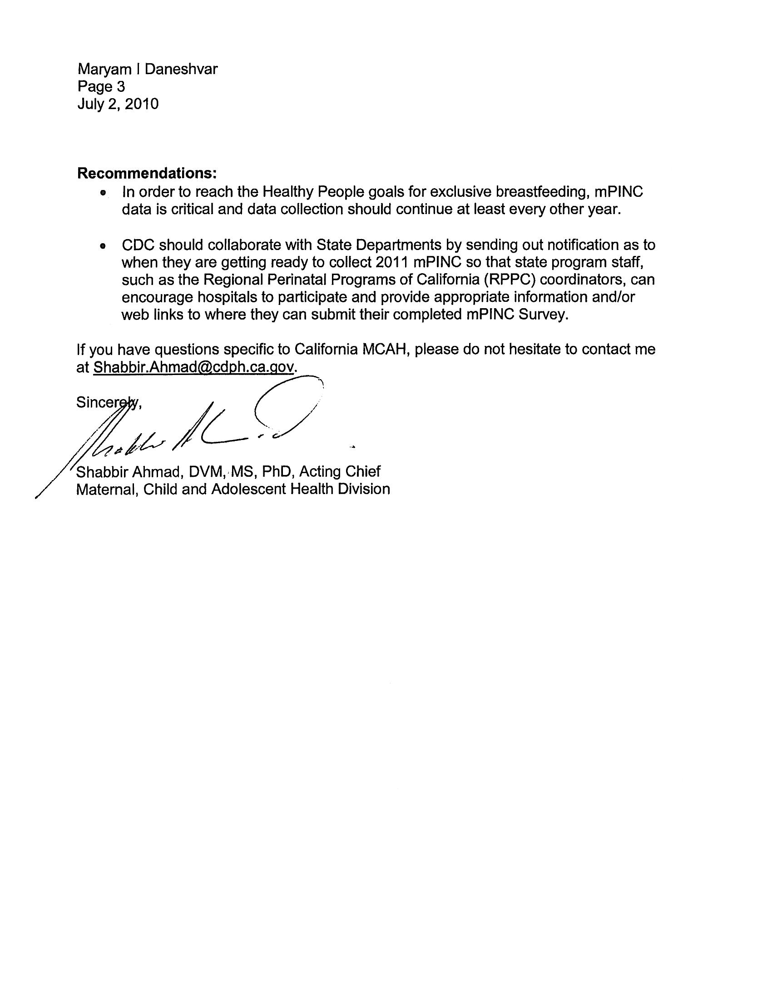 Maryam I Daneshvar
Page 3
July 2, 2010
Recommendations:
• In order to reach the Healthy People goals for exclusive breastfeeding, mPINC
data is critical and data collection should continue at least every other year.
• CDC should collaborate with State Departments by sending out notification as to
when they are getting ready to collect 2011 mPINC so that state program staff,
such as the Regional Perinatal Programs of California (RPPC) coordinators, can
encourage hospitals to participate and provide appropriate information and/or
web links to where they can submit their completed mPINC Survey.
If you have questions specific to California MCAH, please do not hesitate to contact me
at Shabbir.Ahmad@cdph.ca.gov.
Sincerely,
Shabbir Ahmad, DVM, MS, PhD, Acting Chief
Maternal, Child and Adolescent Health Division